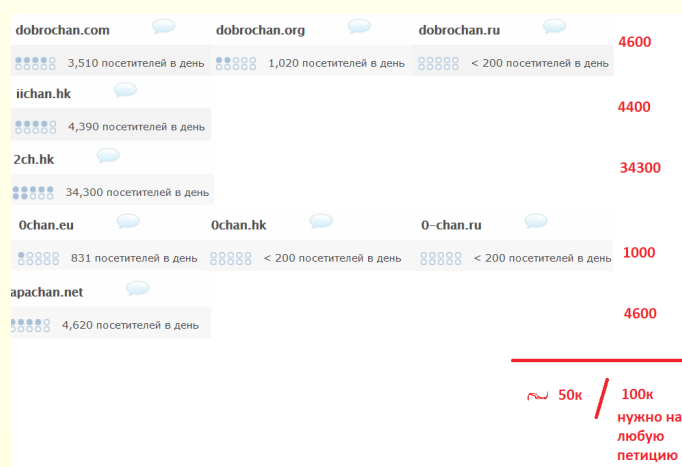 dobrochan.com dobrochan.org dobrochan.ru 4600
3,510 посетителей в день 1,020 посетителей в день < 200 посетителей в день
iichan.hk 4400
4,390 посетителей в день
2ch.hk 34300
34,300 посетителей в день
0chan.eu 0chan.hk 0-chan.ru
831 посетителей в день < 200 посетителей в день < 200 посетителей в день 1000
apachan.net
4,620 посетителей в день 4600
~ 50к / 100к
нужно на
любую
петицию